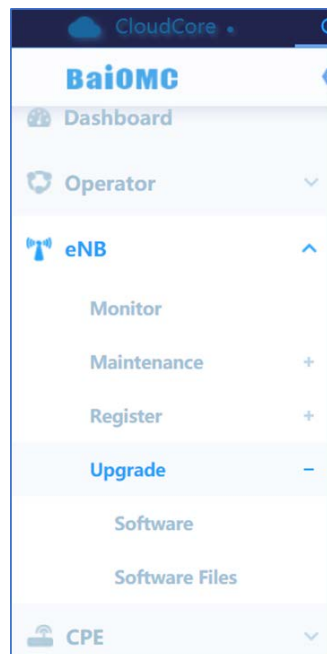 CloudCore
BaiOMC
Dashboard
Operator
eNB
Monitor
Maintenance +
Register +
Upgrade –
Software
Software Files
CPE